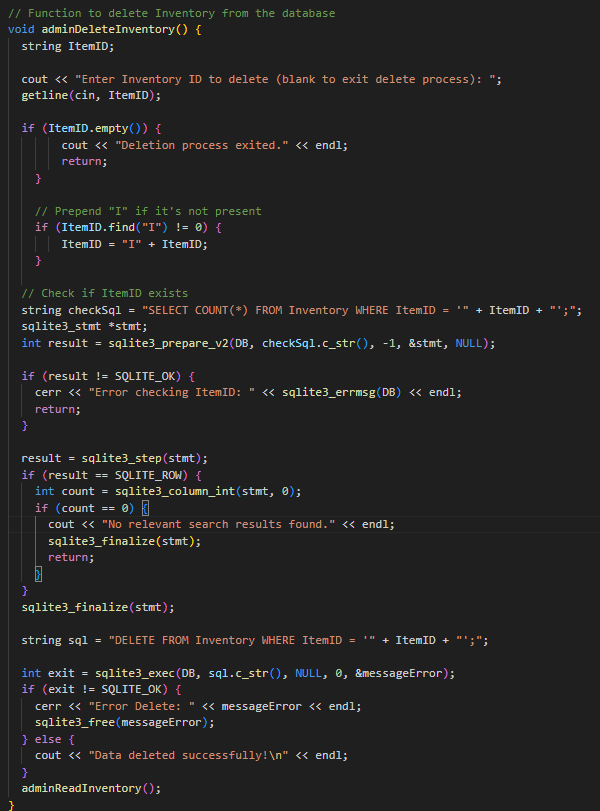 // Function to delete Inventory from the database
void adminDeleteInventory() {
string ItemID;
cout << "Enter Inventory ID to delete (blank to exit delete process): ";
getline(cin, ItemID);
if (ItemID.empty()) {
cout << "Deletion process exited." << endl;
return;
}
// Prepend "I" if it's not present
if (ItemID.find("I") != 0) {
ItemID = "I" + ItemID;
}
// Check if ItemID exists
string checkSql = "SELECT COUNT(*) FROM Inventory WHERE ItemID = '" + ItemID + "';";
sqlite3_stmt *stmt;
int result = sqlite3_prepare_v2(DB, checkSql.c_str(), -1, &stmt, NULL);
if (result != SQLITE_OK) {
cerr << "Error checking ItemID: " << sqlite3_errmsg(DB) << endl;
return;
}
result = sqlite3_step(stmt);
if (result == SQLITE_ROW) {
int count = sqlite3_column_int(stmt, 0);
if (count == 0) {
cout << "No relevant search results found." << endl;
sqlite3_finalize(stmt);
return;
}
}
sqlite3_finalize(stmt);
string sql = "DELETE FROM Inventory WHERE ItemID = '" + ItemID + "';";
int exit = sqlite3_exec(DB, sql.c_str(), NULL, 0, &messageError);
if (exit != SQLITE_OK) {
cerr << "Error Delete: " << messageError << endl;
sqlite3_free(messageError);
} else {
cout << "Data deleted successfully!\n" << endl;
}
adminReadInventory();
}